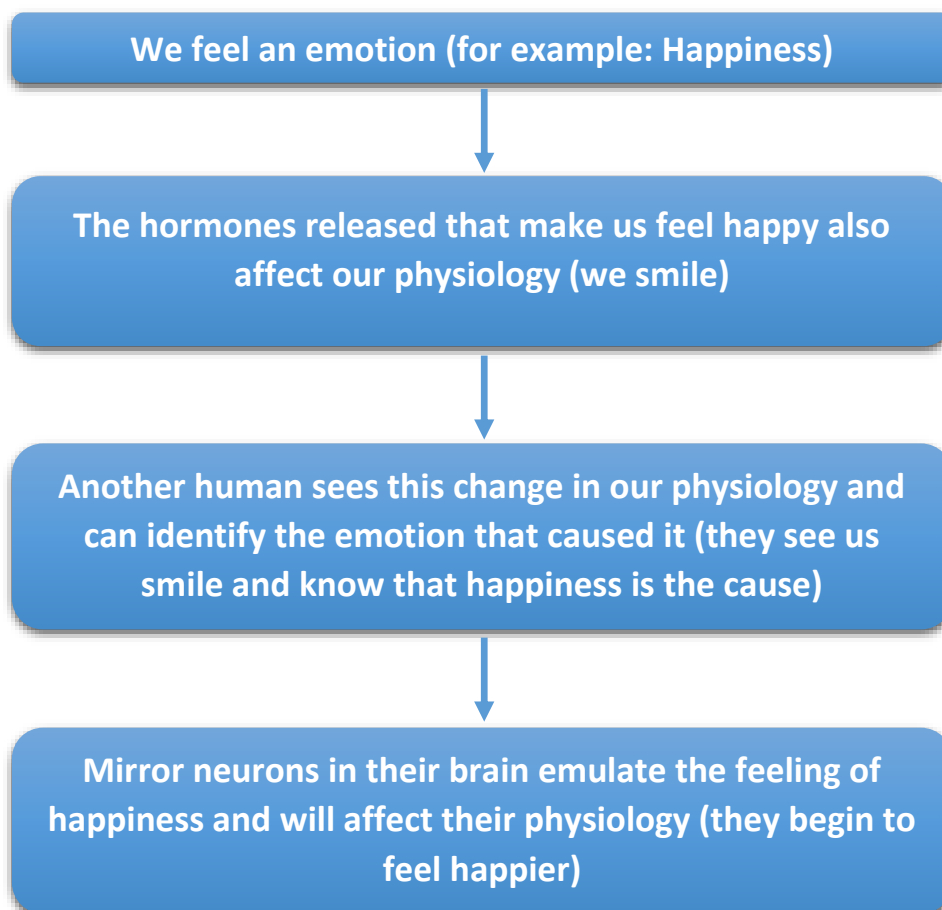 We feel an emotion (for example: Happiness)
The hormones released that make us feel happy also
affect our physiology (we smile)
Another human sees this change in our physiology and
can identify the emotion that caused it (they see us
smile and know that happiness is the cause)
Mirror neurons in their brain emulate the feeling of
happiness and will affect their physiology (they begin to
feel happier)